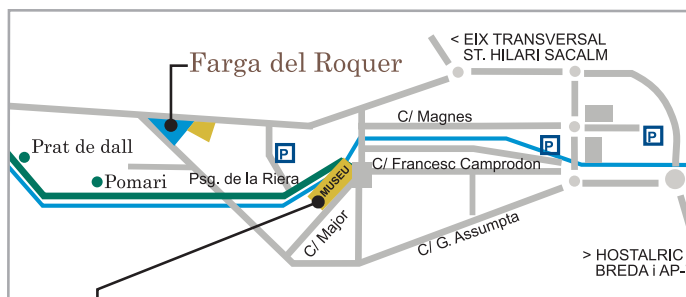 < EIX TRANSVERSAL
ST. HILARI SACALM
Farga del Roquer
C/ Magnes
P
P
P
Prat de dall
C/ Francesc Camprodon
Pomari
Psg. de la Riera
MUSEU
C/ Major
C/ G. Assumpta
> HOSTALRIC
BREDA i AP-